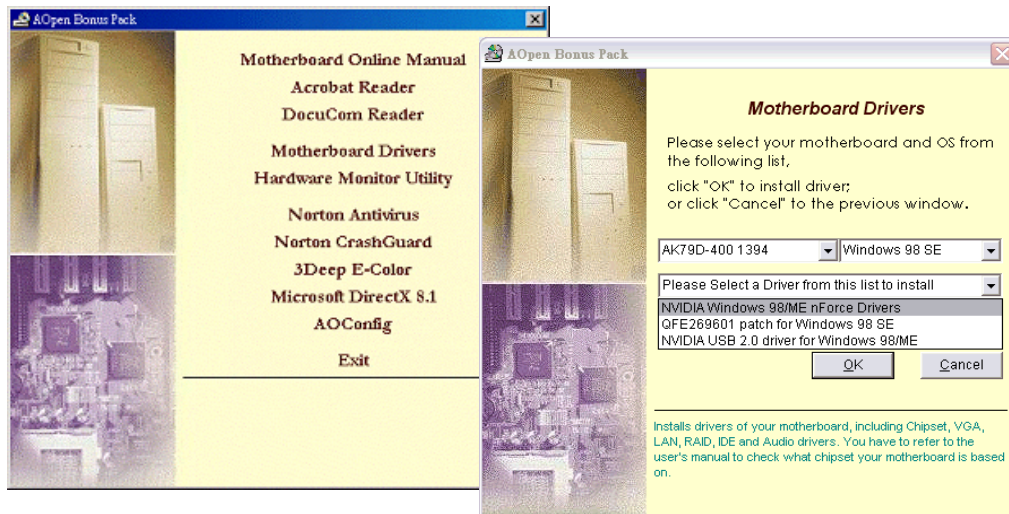 AOpen Bonus Pack
Motherboard Online Manual
Acrobat Reader
DocuCom Reader
Motherboard Drivers
Hardware Monitor Utility
Norton Antivirus
Norton CrashGuard
3Deep E-Color
Microsoft DirectX 8.1
AOConfig
Exit
AOpen Bonus Pack
Motherboard Drivers
Please select your motherboard and OS from
the following list,
click "OK" to install driver;
or click "Cancel" to the previous window.
AK79D-400 1394 Windows 98 SE
Please Select a Driver from this list to install
NVIDIA Windows 98/ME nForce Drivers
QFE269601 patch for Windows 98 SE
NVIDIA USB 2.0 driver for Windows 98/ME
OK Cancel
Installs drivers of your motherboard, including Chipset, VGA,
LAN, RAID, IDE and Audio drivers. You have to refer to the
user's manual to check what chipset your motherboard is based
on.